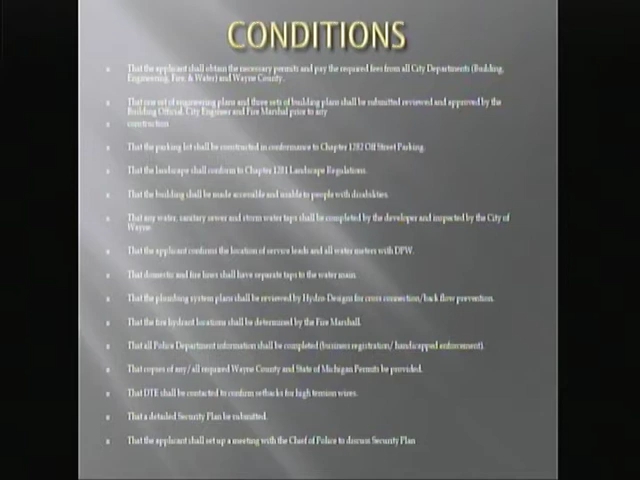 CONDITIONS
That the applicant shall obtain the necessary permits and pay the required fees from all City Departments (Building,
Engineering, Fire, & Water) and Wayne County.
That one set of engineering plans and three sets of building plans shall be submitted reviewed and approved by the
Building Official, City Engineer and Fire Marshal prior to any
construction
That the parking lot shall be constructed in conformance to Chapter 1282 Off Street Parking.
That the landscape shall conform to Chapter 1281 Landscape Regulations.
That the building shall be made accessible and usable to people with disabilities.
That any water, sanitary sewer and storm water taps shall be completed by the developer and inspected by the City of
Wayne.
That the applicant confirms the location of service leads and all water meters with DPW.
That domestic and fire lines shall have separate taps to the water main.
That the plumbing system plans shall be reviewed by Hydro-Designs for cross connection/back flow prevention.
That the fire hydrant locations shall be determined by the Fire Marshall.
That all Police Department information shall be completed (business registration/ handicapped enforcement).
That copies of any/all required Wayne County and State of Michigan Permits be provided.
That DTE shall be contacted to confirm setbacks for high tension wires.
That a detailed Security Plan be submitted.
That the applicant shall set up a meeting with the Chief of Police to discuss Security Plan